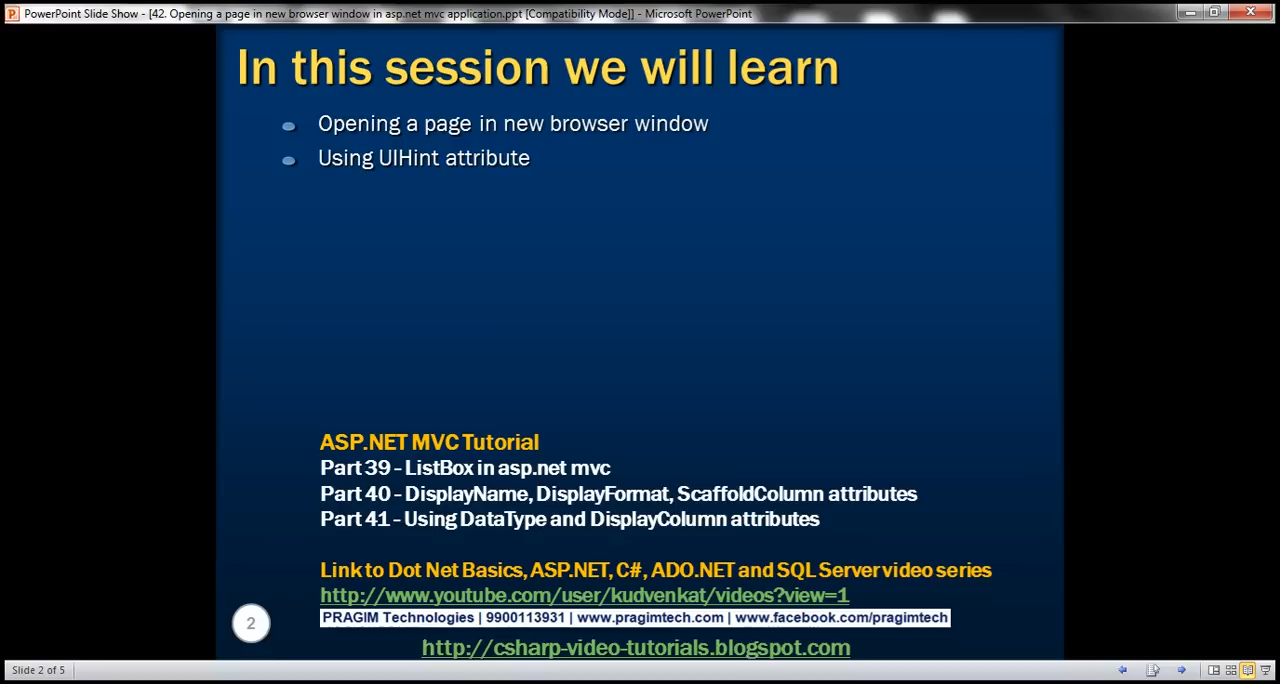 PowerPoint Slide Show - [42. Opening a page in new browser window in asp.net mvc application.ppt [Compatibility Mode]] - Microsoft PowerPoint
In this session we will learn
Opening a page in new browser window
Using UIHint attribute
ASP.NET MVC Tutorial
Part 39 - ListBox in asp.net mvc
Part 40 - DisplayName, DisplayFormat, ScaffoldColumn attributes
Part 41 - Using DataType and DisplayColumn attributes
Link to Dot Net Basics, ASP.NET, C#, ADO.NET and SQL Server video series
http://www.youtube.com/user/kudvenkat/videos?view=1
PRAGIM Technologies | 9900113931 | www.pragimtech.com | www.facebook.com/pragimtech
2
http://csharp-video-tutorials.blogspot.com
Slide 2 of 5